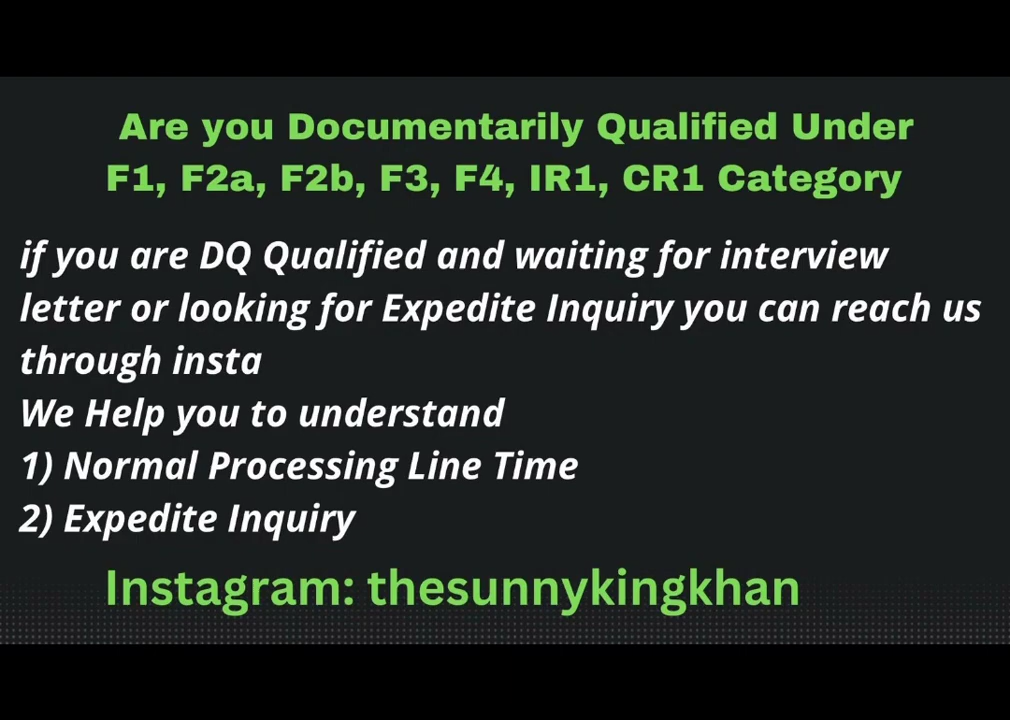 Are you Documentarily Qualified Under
F1, F2a, F2b, F3, F4, IR1, CR1 Category
if you are DQ Qualified and waiting for interview
letter or looking for Expedite Inquiry you can reach us
through insta
We Help you to understand
1) Normal Processing Line Time
2) Expedite Inquiry
Instagram: thesunnykingkhan